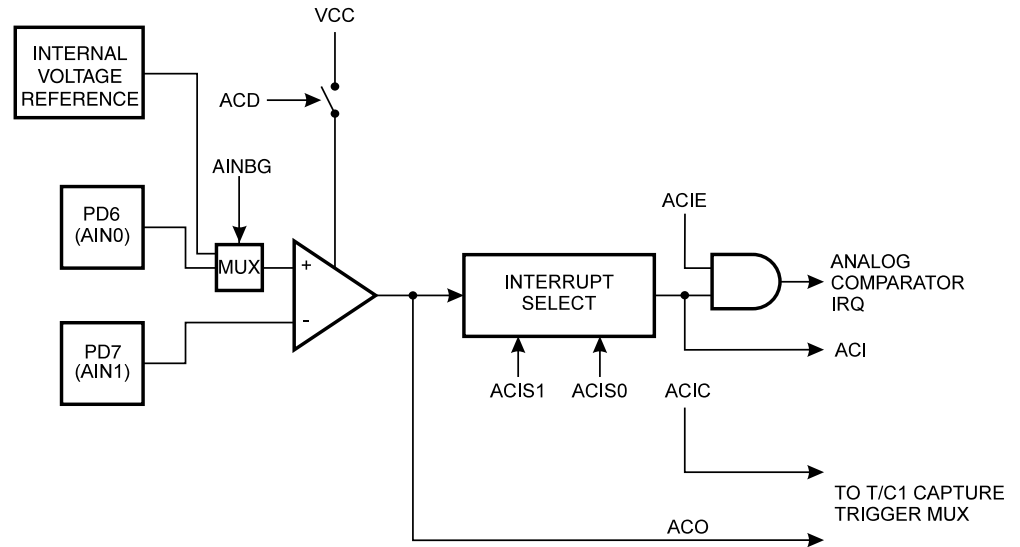 VCC
INTERNAL
VOLTAGE
REFERENCE
ACD
AINBG
PD6
(AIN0)
MUX
+
-
PD7
(AIN1)
INTERRUPT
SELECT
ACIS1
ACIS0
ACIE
ANALOG
COMPARATOR
IRQ
ACI
ACIC
TO T/C1 CAPTURE
TRIGGER MUX
ACO